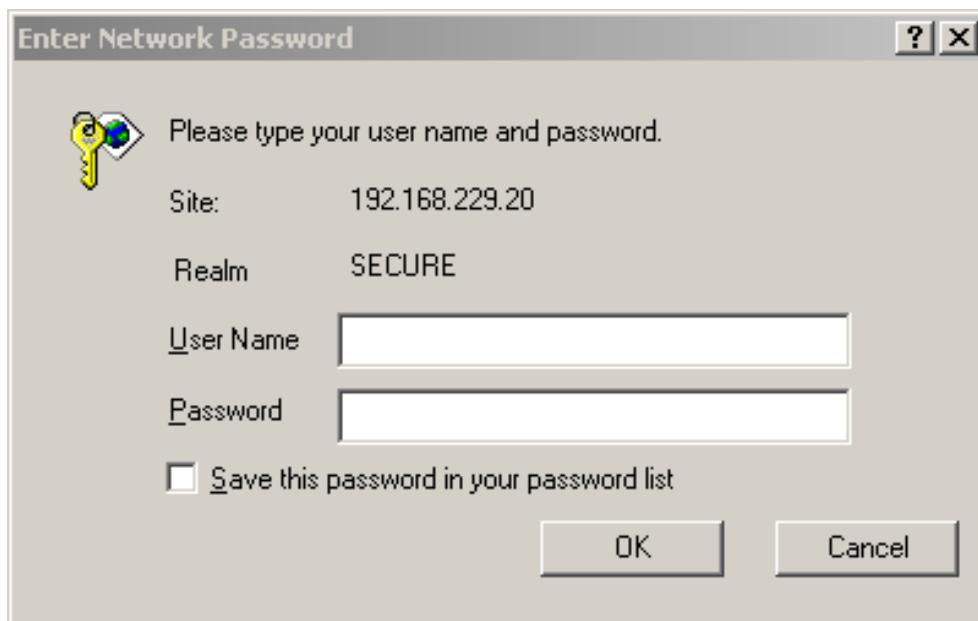 Enter Network Password
Please type your user name and password.
Site: 192.168.229.20
Realm SECURE
User Name
Password
Save this password in your password list
OK Cancel